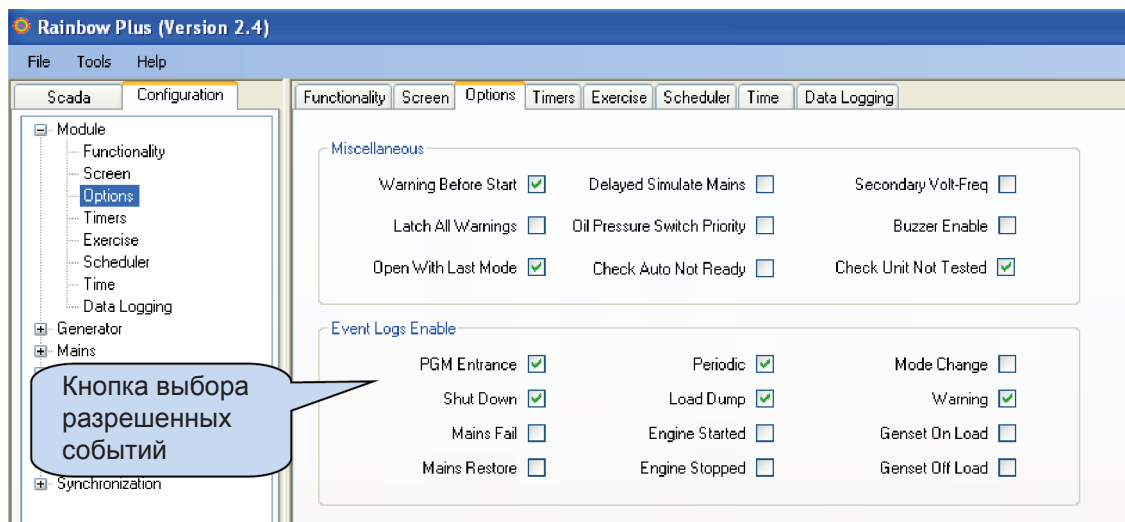 Rainbow Plus (Version 2.4)
File Tools Help
Scada Configuration
Functionality Screen Options Timers Exercise Scheduler Time Data Logging
Module
Functionality
Screen
Options
Timers
Exercise
Scheduler
Time
Data Logging
Generator
Mains
Synchronization
Miscellaneous
Warning Before Start Delayed Simulate Mains Secondary Volt-Freq
Latch All Warnings Oil Pressure Switch Priority Buzzer Enable
Open With Last Mode Check Auto Not Ready Check Unit Not Tested
Event Logs Enable
PGM Entrance Periodic Mode Change
Shut Down Load Dump Warning
Mains Fail Engine Started Genset On Load
Mains Restore Engine Stopped Genset Off Load
Кнопка выбора
разрешенных
событий